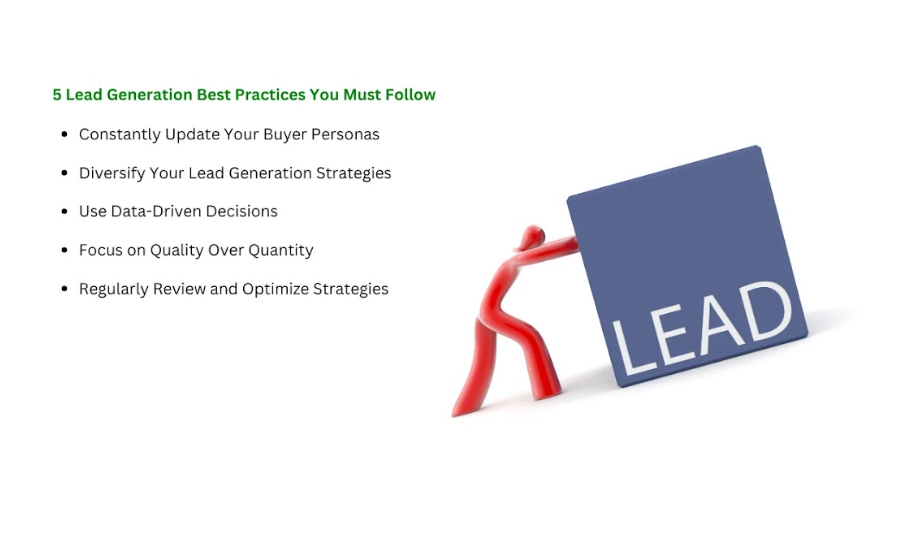 5 Lead Generation Best Practices You Must Follow
• Constantly Update Your Buyer Personas
• Diversify Your Lead Generation Strategies
• Use Data-Driven Decisions
• Focus on Quality Over Quantity
• Regularly Review and Optimize Strategies
LEAD